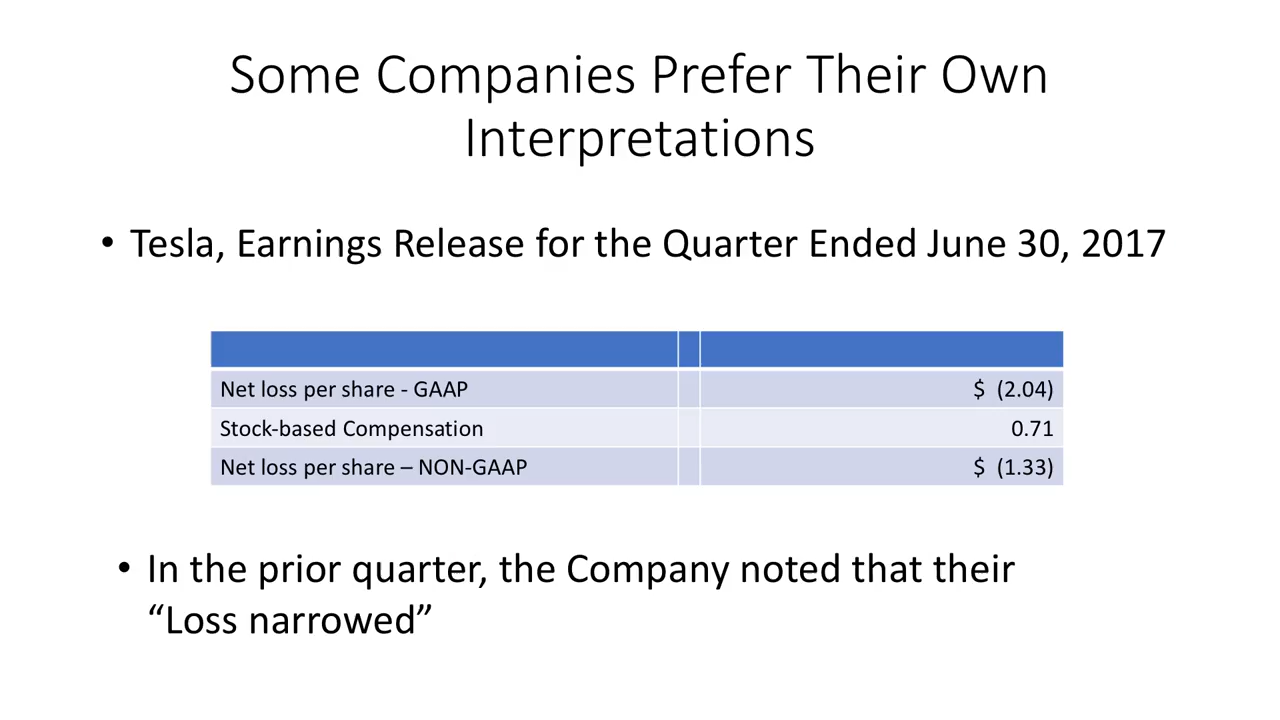 Some Companies Prefer Their Own
Interpretations
• Tesla, Earnings Release for the Quarter Ended June 30, 2017
Net loss per share - GAAP $ (2.04)
Stock-based Compensation 0.71
Net loss per share – NON-GAAP $ (1.33)
• In the prior quarter, the Company noted that their
“Loss narrowed”